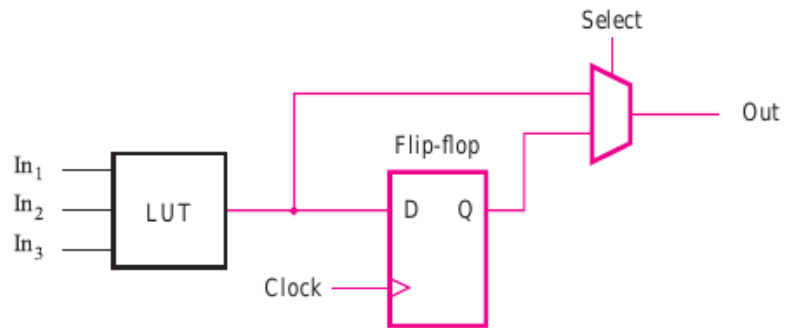 Select
Out
Flip-flop
In1
In2
In3
LUT
D Q
Clock